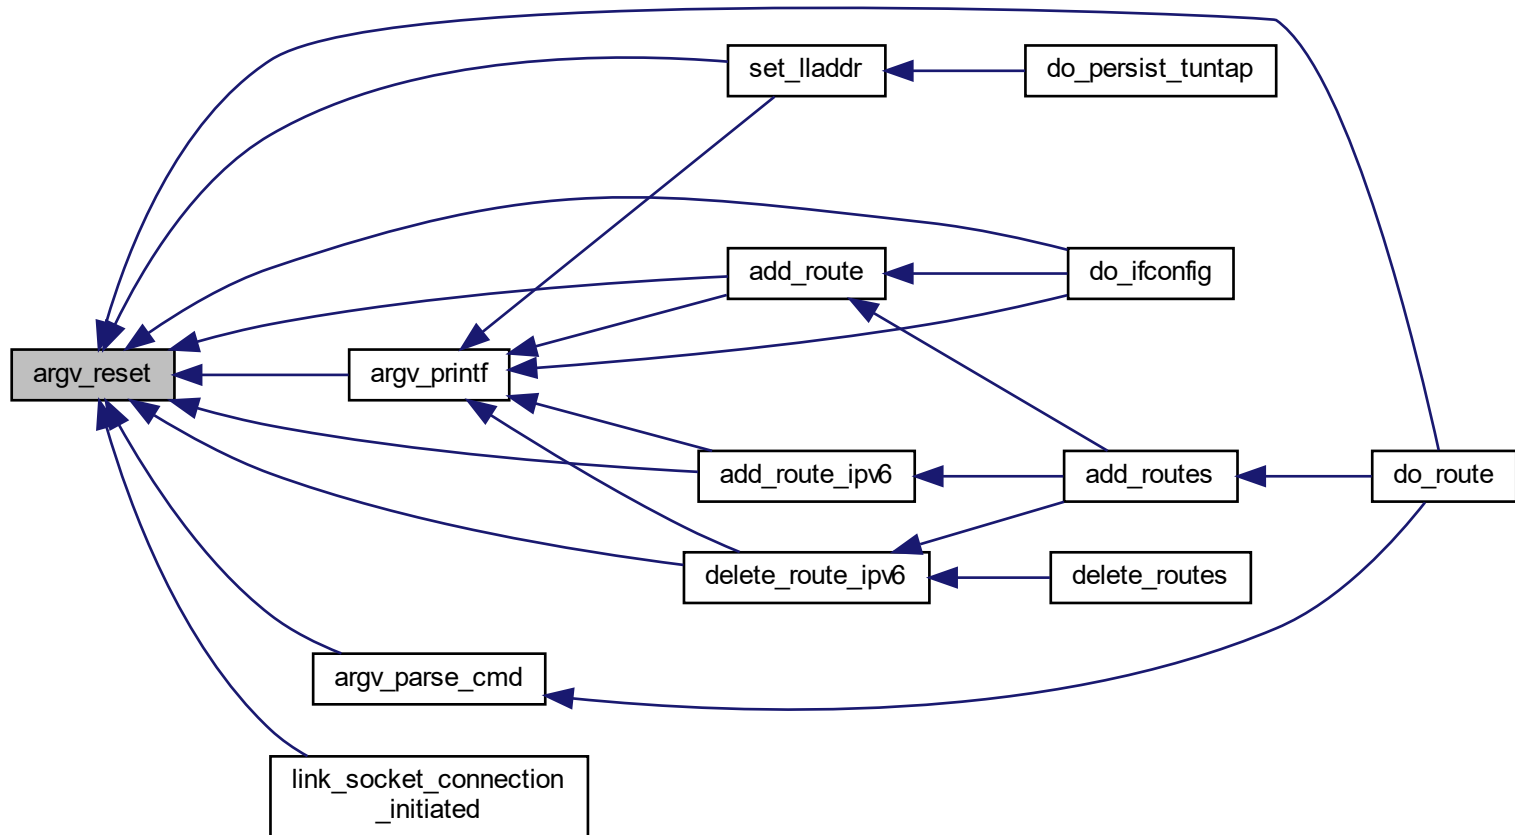 set_lladdr
do_persist_tuntap
add_route
do_ifconfig
argv_reset
argv_printf
add_route_ipv6
add_routes
do_route
delete_route_ipv6
delete_routes
argv_parse_cmd
link_socket_connection
_initiated